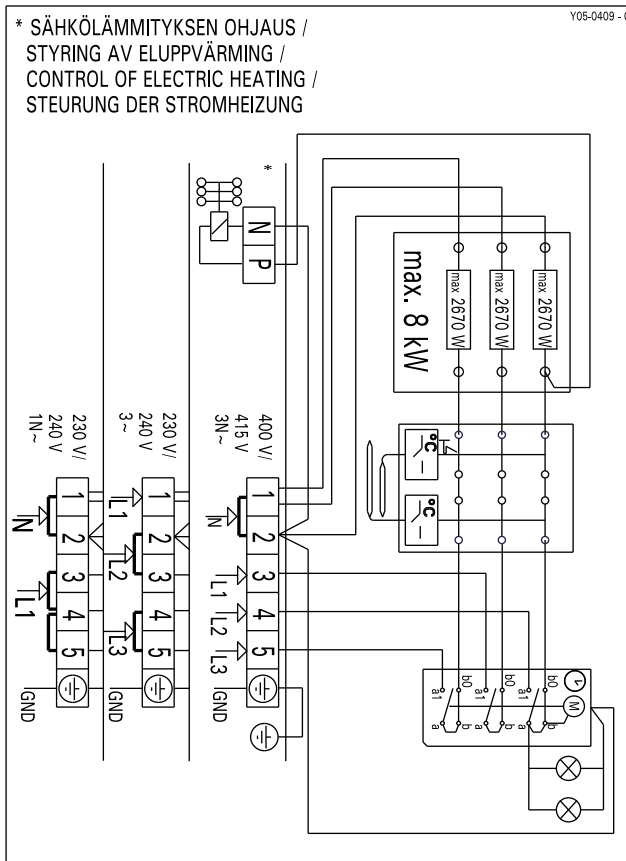 * SÄHKÖLÄMMITYKSEN OHJAUS /
STYRING AV ELUPPVÄRMING /
CONTROL OF ELECTRIC HEATING /
STEURUNG DER STROMHEIZUNG
Y05-0409 -
*
N
P
max. 8 kW
max 2670 W
max 2670 W
max 2670 W
°C
°C
400 V/
415 V
3N~
1
2
3
4
5
N
L1
L2
L3
GND
230 V/
240 V
3~
1
2
3
4
5
L1
L2
L3
GND
230 V/
240 V
1N~
1
2
3
4
5
N
L1
GND
1
M
b0
a1
b0
a1
b0
a1
a
b
a
b
a
b